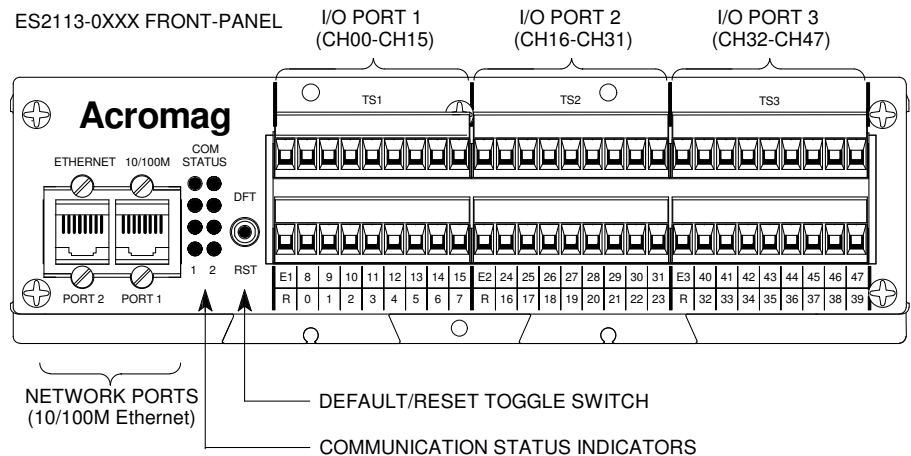 ES2113-0XXX FRONT-PANEL
I/O PORT 1
(CH00-CH15)
I/O PORT 2
(CH16-CH31)
I/O PORT 3
(CH32-CH47)
TS1
TS2
TS3
Acromag
ETHERNET 10/100M
COM
STATUS
DFT
1 2
RST
PORT 2 PORT 1
E1 8 9 10 11 12 13 14 15 E2 24 25 26 27 28 29 30 31 E3 40 41 42 43 44 45 46 47
R 0 1 2 3 4 5 6 7 R 16 17 18 19 20 21 22 23 R 32 33 34 35 36 37 38 39
NETWORK PORTS
(10/100M Ethernet)
DEFAULT/RESET TOGGLE SWITCH
COMMUNICATION STATUS INDICATORS